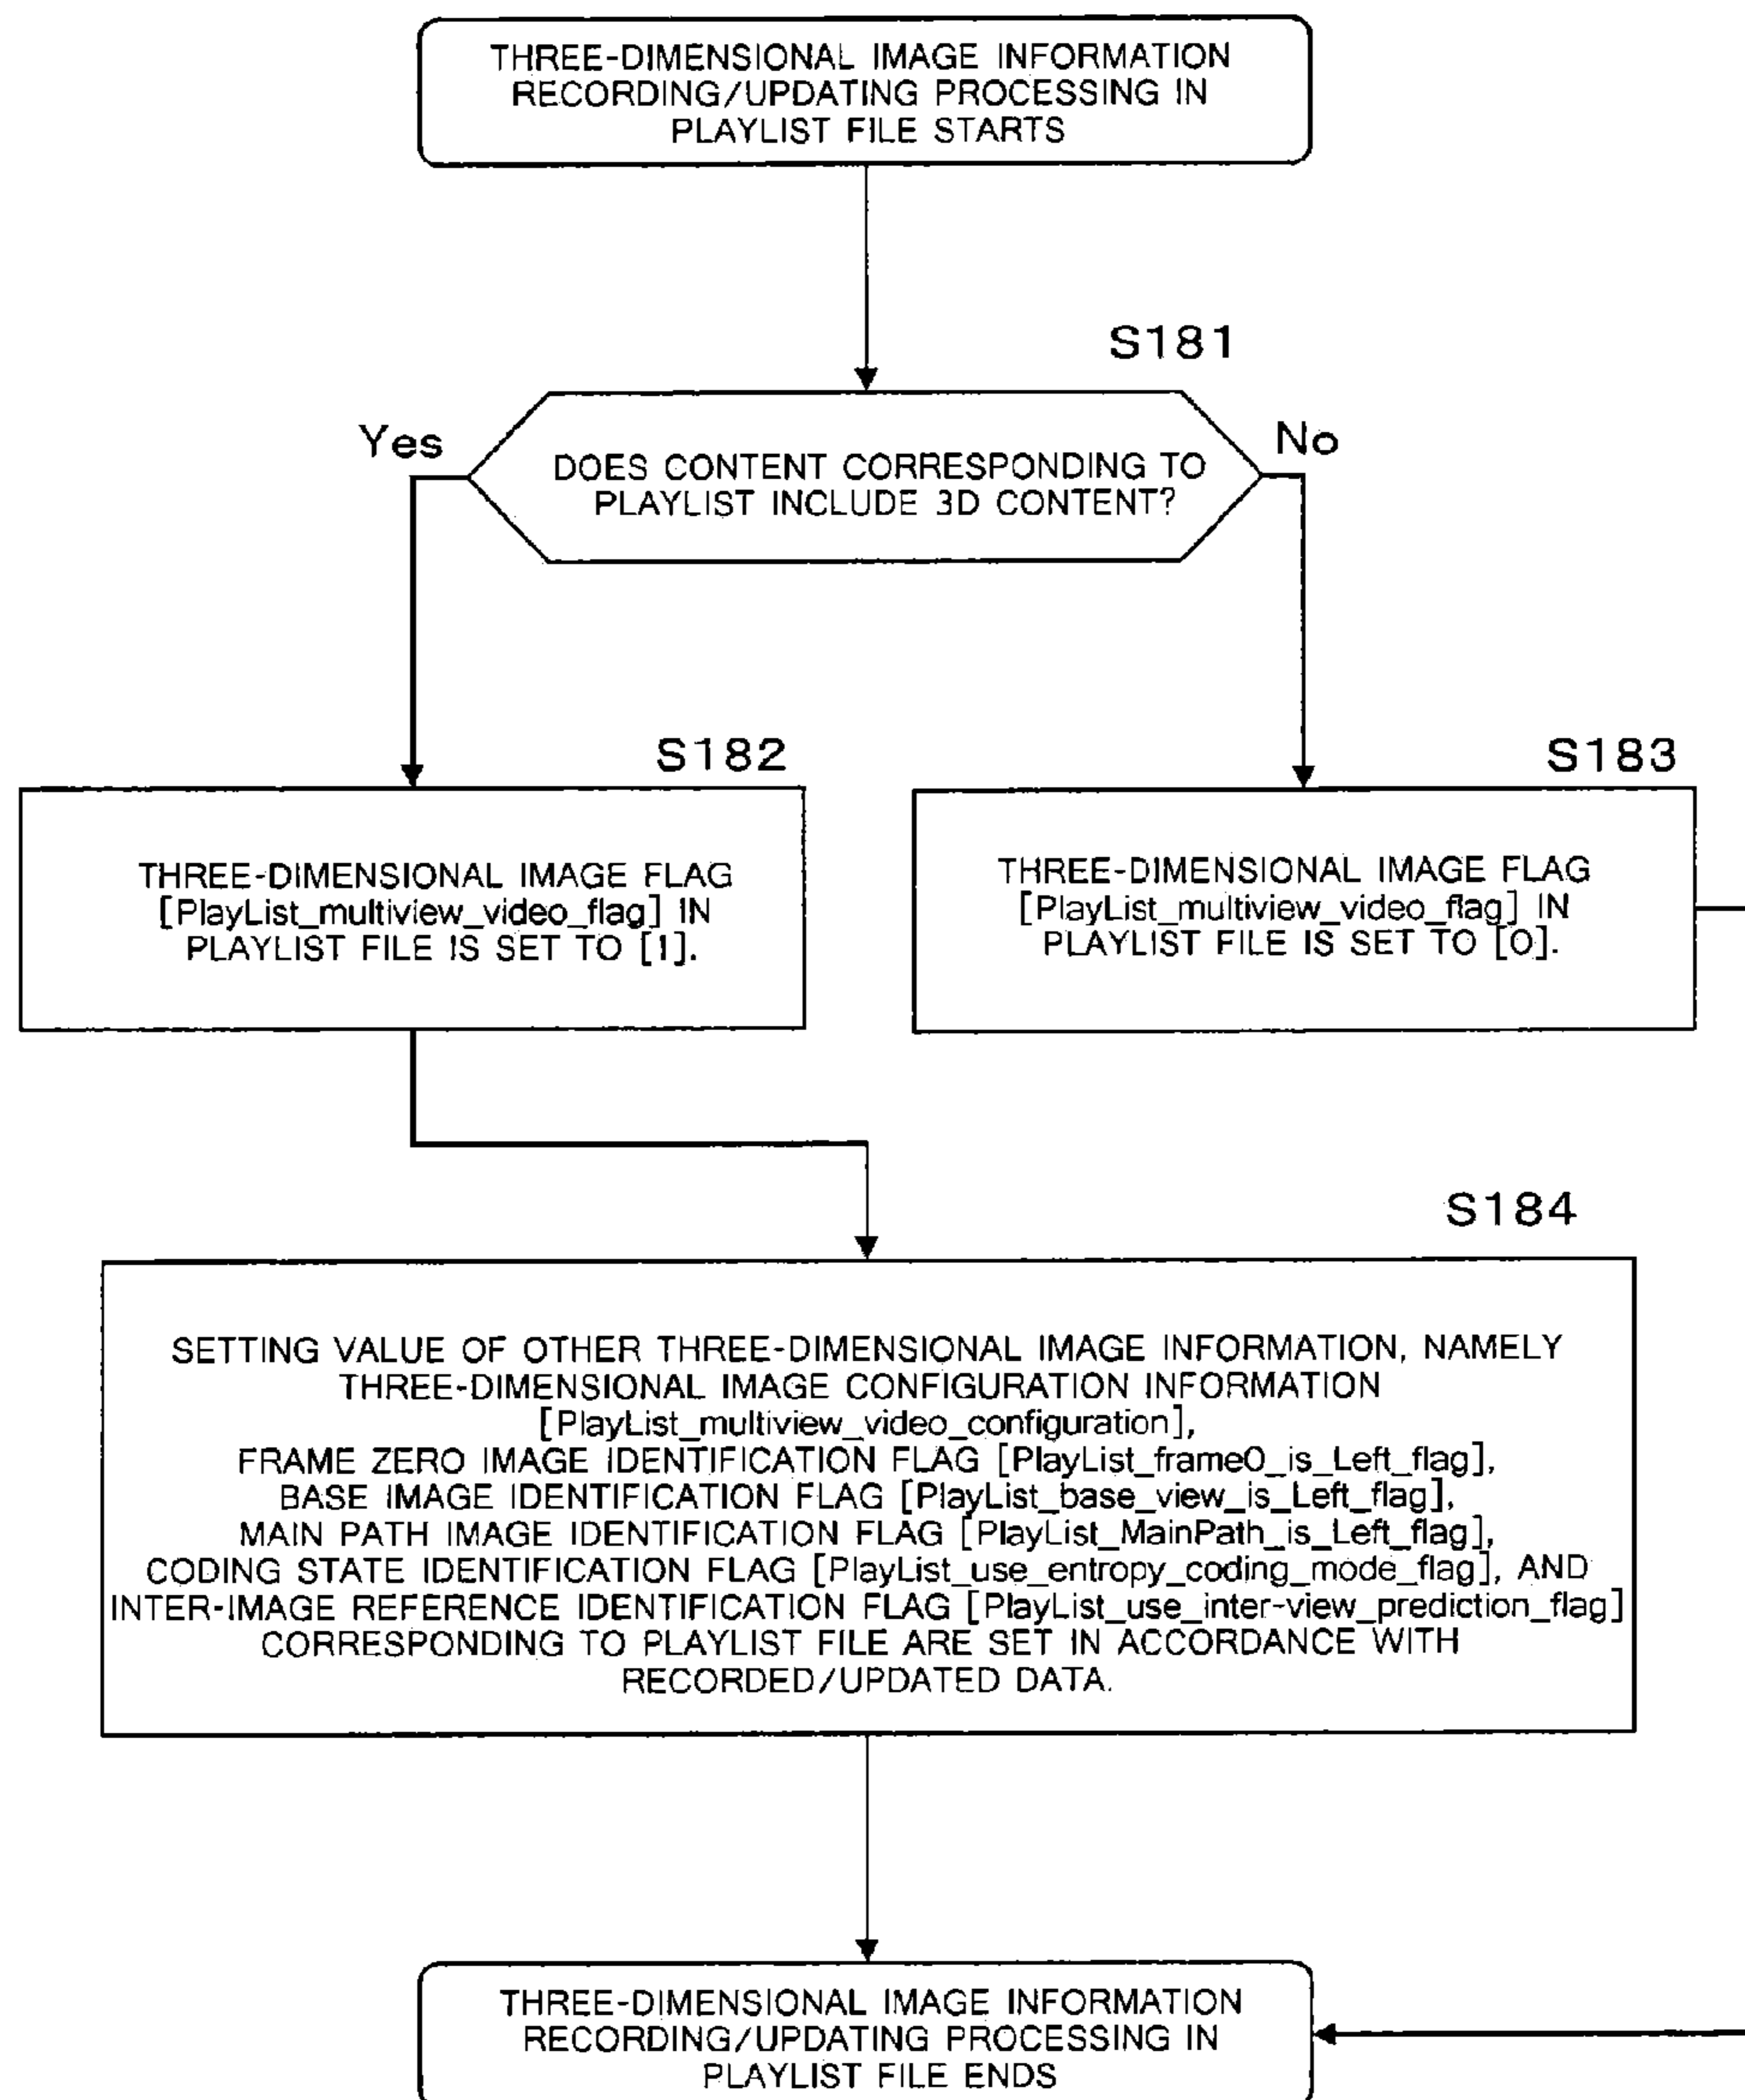 THREE-DIMENSIONAL IMAGE INFORMATION
RECORDING/UPDATING PROCESSING IN
PLAYLIST FILE STARTS
S181
Yes
No
DOES CONTENT CORRESPONDING TO
PLAYLIST INCLUDE 3D CONTENT?
S182
THREE-DIMENSIONAL IMAGE FLAG
[PlayList_multiview_video_flag] IN
PLAYLIST FILE IS SET TO [1].
S183
THREE-DIMENSIONAL IMAGE FLAG
[PlayList_multiview_video_flag] IN
PLAYLIST FILE IS SET TO [0].
S184
SETTING VALUE OF OTHER THREE-DIMENSIONAL IMAGE INFORMATION, NAMELY
THREE-DIMENSIONAL IMAGE CONFIGURATION INFORMATION
[PlayList_multiview_video_configuration],
FRAME ZERO IMAGE IDENTIFICATION FLAG [PlayList_frame0_is_Left_flag],
BASE IMAGE IDENTIFICATION FLAG [PlayList_base_view_is_Left_flag],
MAIN PATH IMAGE IDENTIFICATION FLAG [PlayList_MainPath_is_Left_flag],
CODING STATE IDENTIFICATION FLAG [PlayList_use_entropy_coding_mode_flag], AND
INTER-IMAGE REFERENCE IDENTIFICATION FLAG [PlayList_use_inter-view_prediction_flag]
CORRESPONDING TO PLAYLIST FILE ARE SET IN ACCORDANCE WITH
RECORDED/UPDATED DATA.
THREE-DIMENSIONAL IMAGE INFORMATION
RECORDING/UPDATING PROCESSING IN
PLAYLIST FILE ENDS